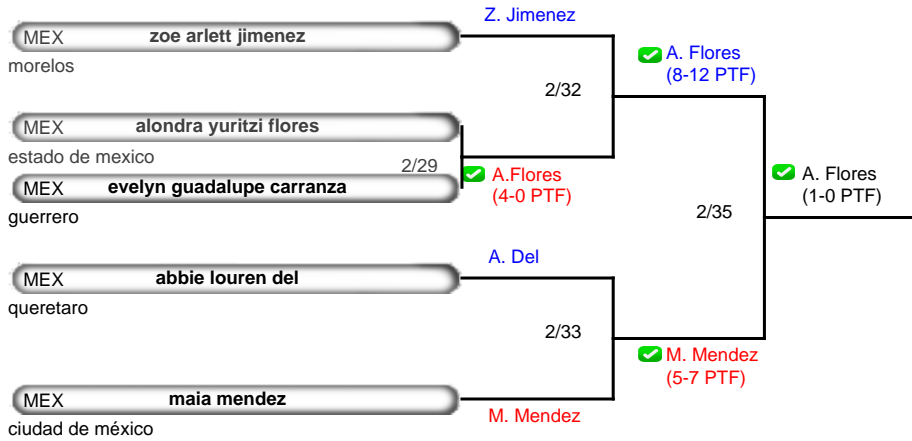 Z. Jimenez
MEX zoe arlett jimenez
morelos
A. Flores
(8-12 PTF)
2/32
MEX alondra yuritzi flores
estado de mexico
2/29
A.Flores
(4-0 PTF)
MEX evelyn guadalupe carranza
guerrero
A. Flores
(1-0 PTF)
2/35
A. Del
MEX abbie louren del
queretaro
2/33
M. Mendez
(5-7 PTF)
MEX maia mendez
M. Mendez
ciudad de méxico